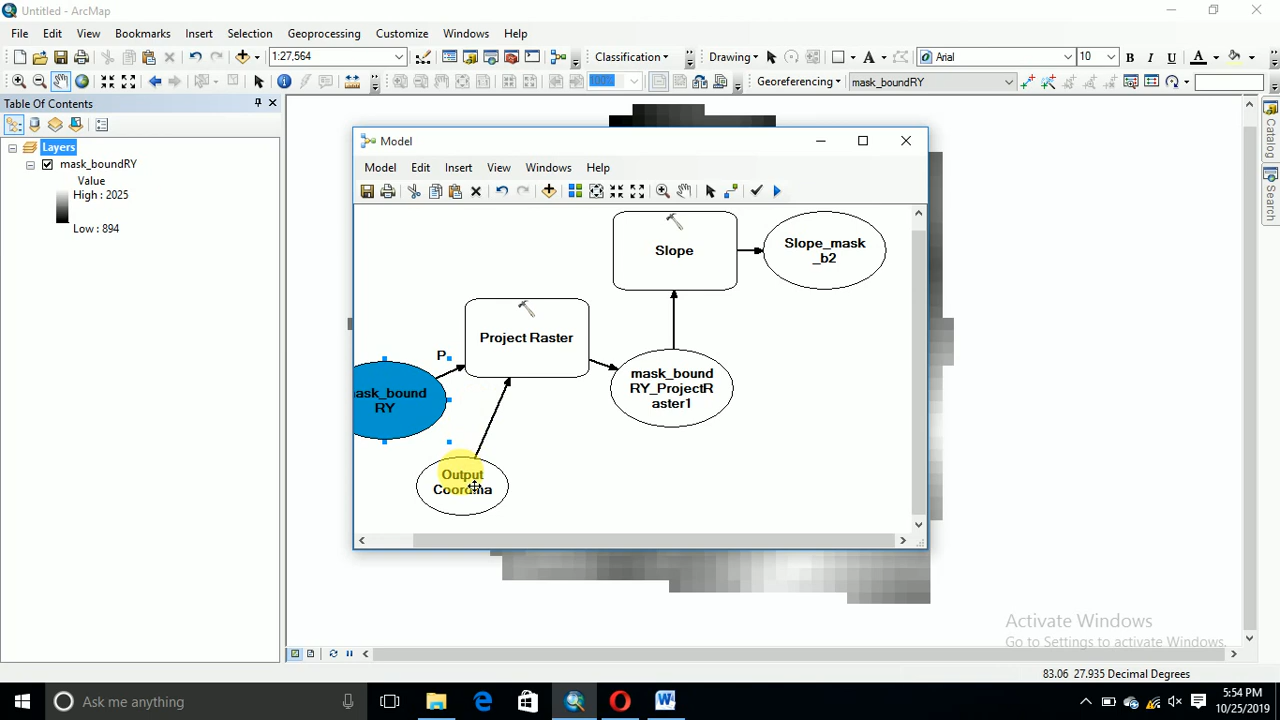 Untitled - ArcMap
File Edit View Bookmarks Insert Selection Geoprocessing Customize Windows Help
1:27,564 Classification Drawing Arial 10 B I U A
100% Georeferencing mask_boundRY
Table Of Contents
Layers
mask_boundRY
Value
High : 2025
Low : 894
Model
Model Edit Insert View Windows Help
Slope
Slope_mask
_b2
Project Raster
P
mask_bound
RY_ProjectR
aster1
ask_bound
RY
Output
Coordina
Catalog
Search
Activate Windows
Go to Settings to activate Windows.
83.06 27.935 Decimal Degrees
Ask me anything
5:54 PM
10/25/2019